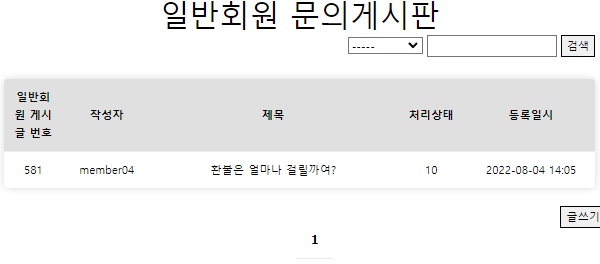 일반회원 문의게시판
----- 검색
일반회
원 게시
글 번호
작성자 제목 처리상태 등록일시
581 member04 환불은 얼마나 걸릴까여? 10 2022-08-04 14:05
글쓰기
1